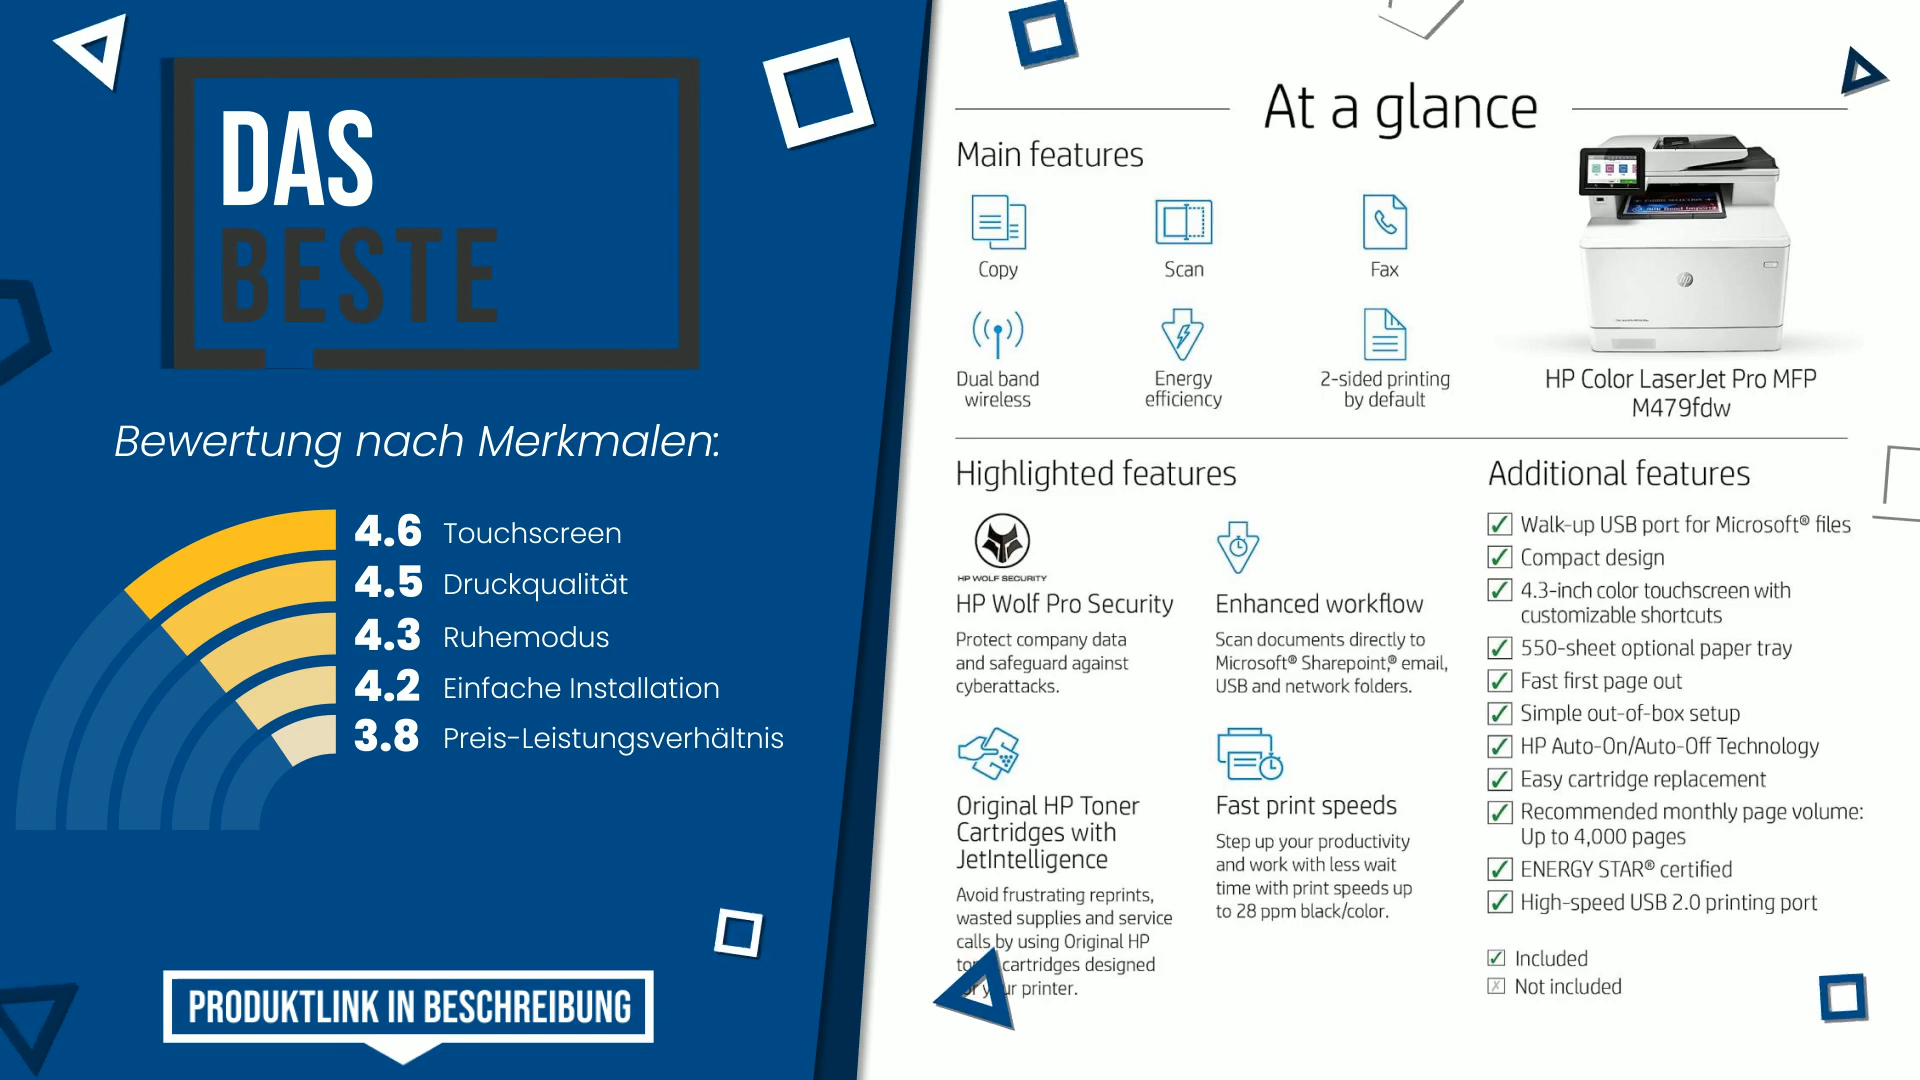 DAS
BESTE
Bewertung nach Merkmalen:
4.6 Touchscreen
4.5 Druckqualität
4.3 Ruhemodus
4.2 Einfache Installation
3.8 Preis-Leistungsverhältnis
PRODUKTLINK IN BESCHREIBUNG
At a glance
Main features
Copy
Scan
Fax
Dual band
wireless
Energy
efficiency
2-sided printing
by default
HP Color LaserJet Pro MFP
M479fdw
Highlighted features
HP WOLF SECURITY
HP Wolf Pro Security
Protect company data
and safeguard against
cyberattacks.
Enhanced workflow
Scan documents directly to
Microsoft® Sharepoint,® email,
USB and network folders.
Original HP Toner
Cartridges with
JetIntelligence
Avoid frustrating reprints,
wasted supplies and service
calls by using Original HP
cartridges designed
printer.
Fast print speeds
Step up your productivity
and work with less wait
time with print speeds up
to 28 ppm black/color.
Additional features
Walk-up USB port for Microsoft® files
Compact design
4.3-inch color touchscreen with
customizable shortcuts
550-sheet optional paper tray
Fast first page out
Simple out-of-box setup
HP Auto-On/Auto-Off Technology
Easy cartridge replacement
Recommended monthly page volume:
Up to 4,000 pages
ENERGY STAR® certified
High-speed USB 2.0 printing port
Included
Not included